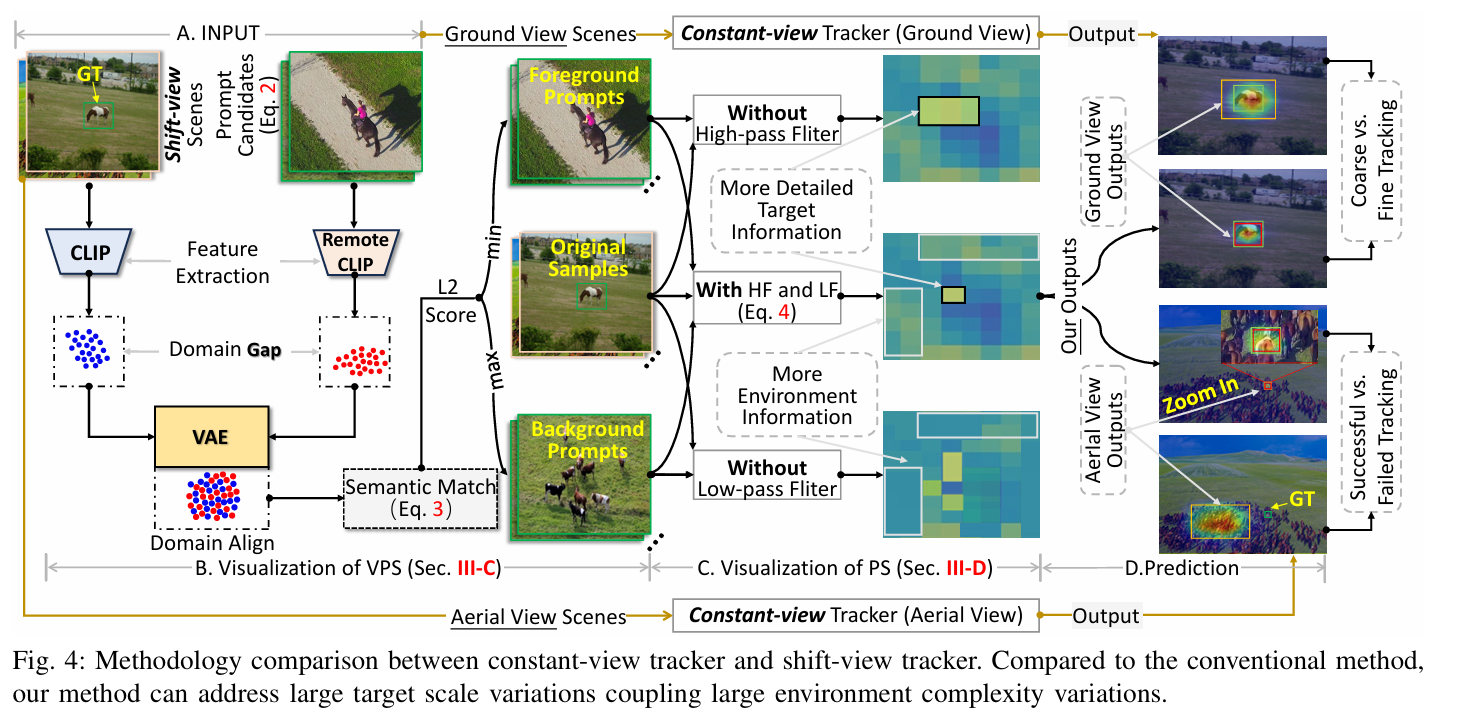 A. INPUT
Ground View Scenes
Constant-view Tracker (Ground View)
Output
GT
Shift-view
Scenes
Prompt
Candidates
(Eq. 2)
CLIP
Feature
Extraction
Remote
CLIP
Domain Gap
VAE
Domain Align
Semantic Match
(Eq. 3)
L2
Score
min
max
Foreground
Prompts
...
Original
Samples
...
Background
Prompts
...
Without
High-pass Fliter
More Detailed
Target
Information
With HF and LF
(Eq. 4)
More
Environment
Information
Without
Low-pass Fliter
Our Outputs
Ground View
Outputs
Aerlal View
Outputs
Zoom In
GT
Coarse vs.
Fine Tracking
Successful vs.
Failed Tracking
B. Visualization of VPS (Sec. III-C)
C. Visualization of PS (Sec. III-D)
D.Prediction
Aerial View Scenes
Constant-view Tracker (Aerial View)
Output
Fig. 4: Methodology comparison between constant-view tracker and shift-view tracker. Compared to the conventional method,
our method can address large target scale variations coupling large environment complexity variations.